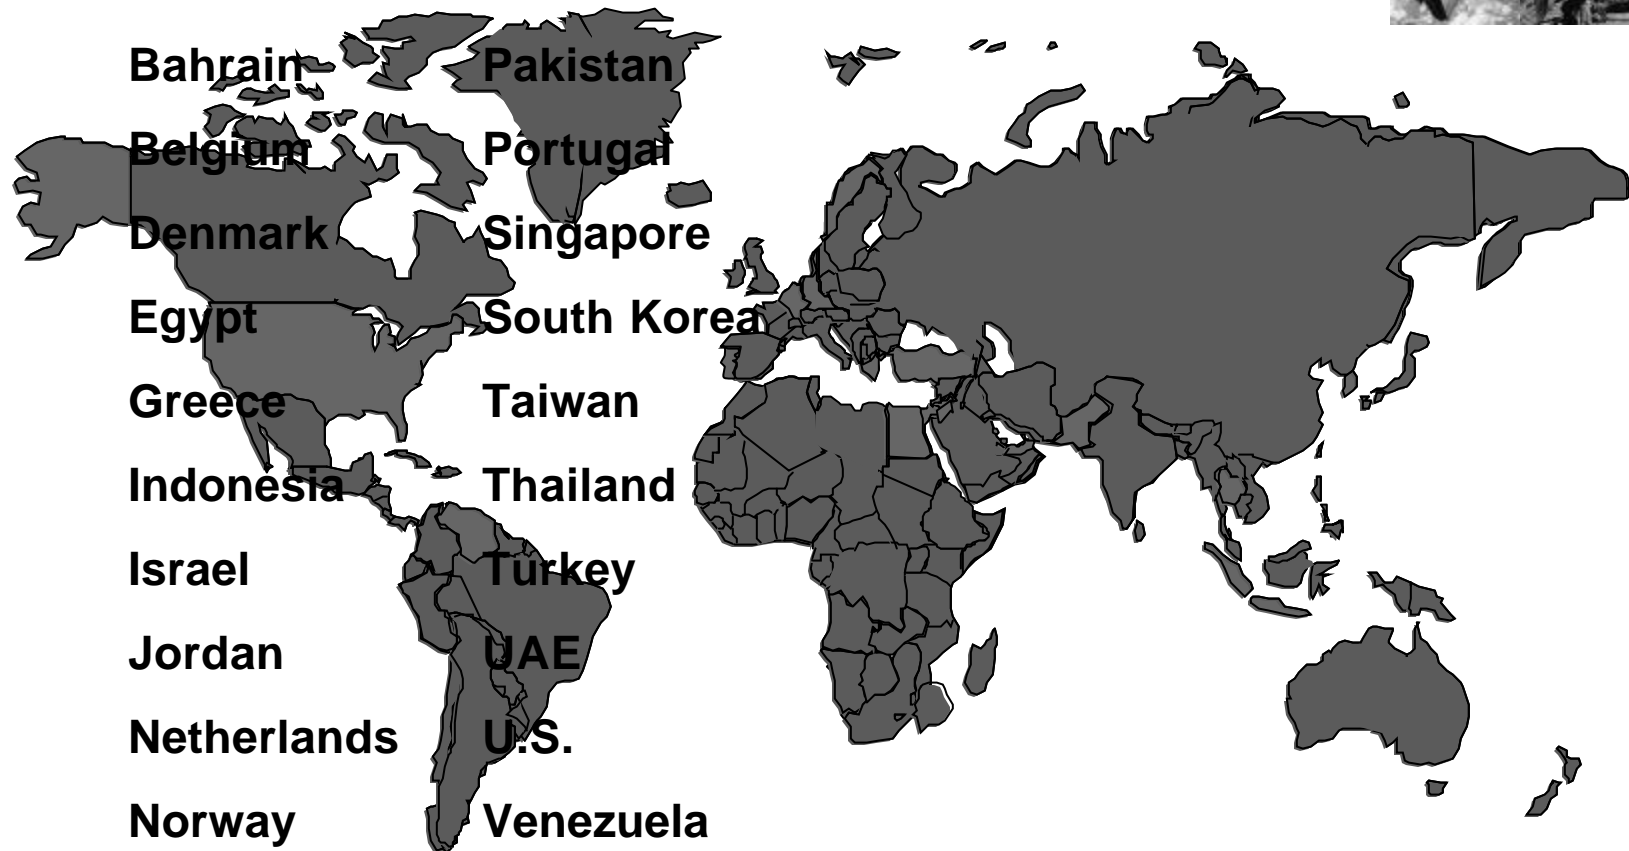 Bahrain
Belgium
Denmark
Egypt
Greece
Indonesia
Israel
Jordan
Netherlands
Norway
Pakistan
Portugal
Singapore
South Korea
Taiwan
Thailand
Turkey
UAE
U.S.
Venezuela